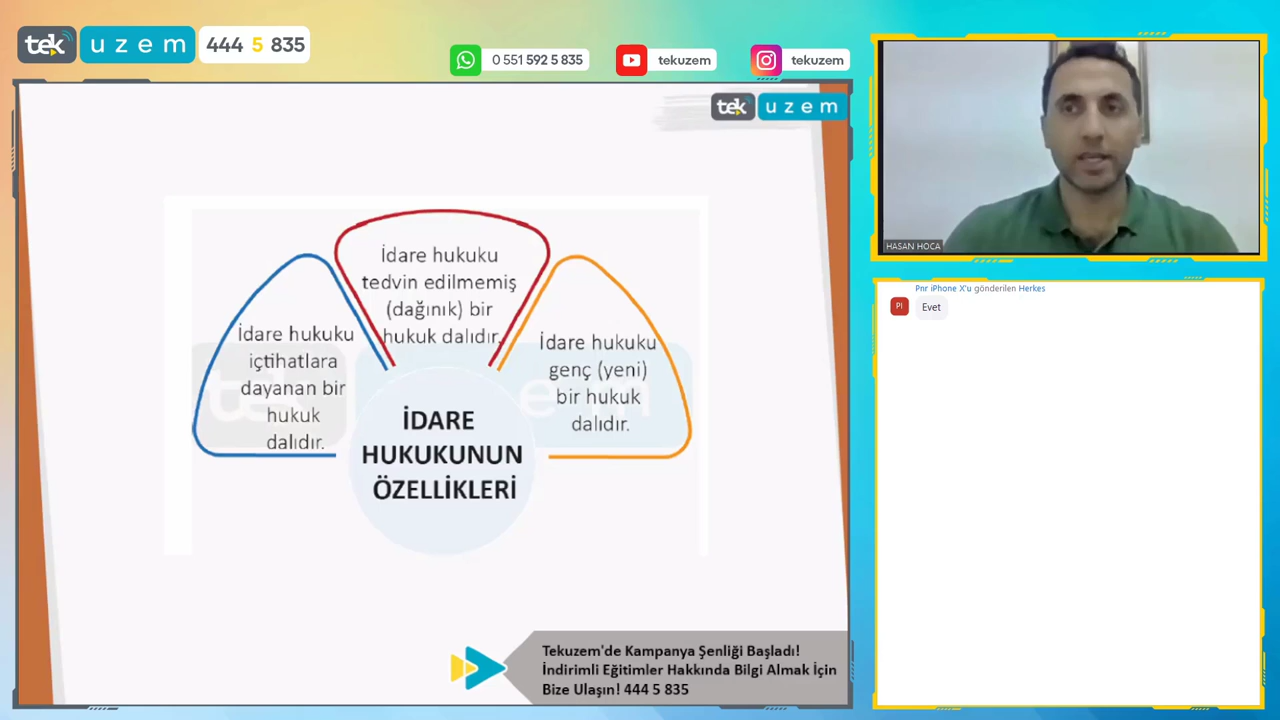 tek uzem 444 5 835
0 551 592 5 835
tekuzem
tekuzem
tek uzem
İdare hukuku
içtihatlara
dayanan bir
hukuk
dalıdır.
İdare hukuku
tedvin edilmemiş
(dağınık) bir
hukuk dalıdır.
İdare hukuku
genç (yeni)
bir hukuk
dalıdır.
İDARE
HUKUKUNUN
ÖZELLİKLERİ
Tekuzem'de Kampanya Şenliği Başladı!
İndirimli Eğitimler Hakkında Bilgi Almak İçin
Bize Ulaşın! 444 5 835
HASAN HOCA
Pnr iPhone X'u gönderilen Herkes
PI
Evet